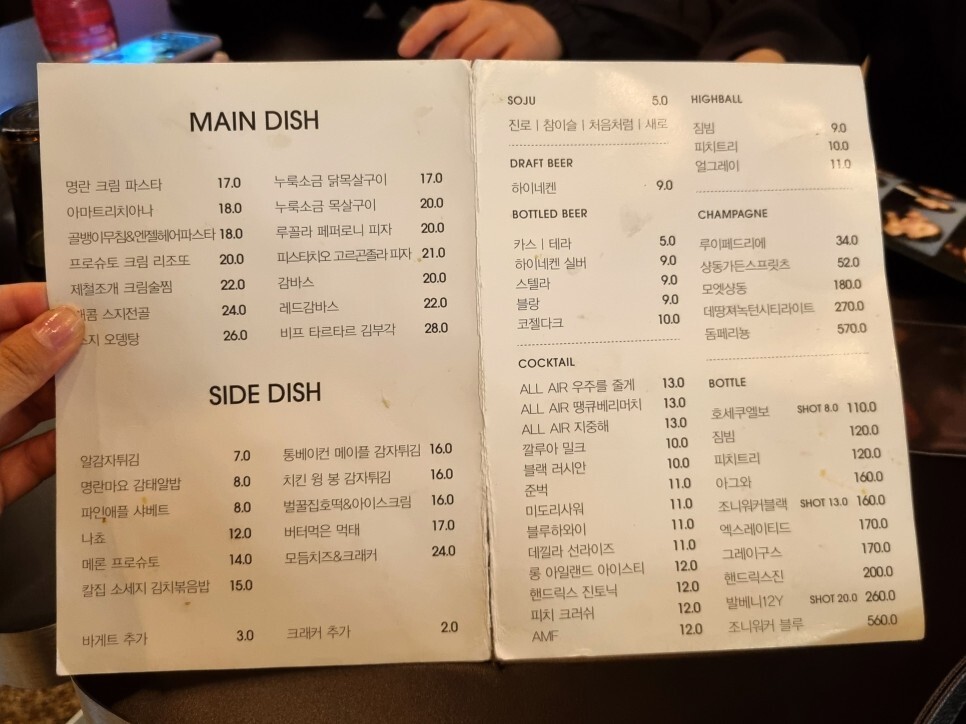 MAIN DISH
명란 크림 파스타 17.0
아마트리치아나 18.0
골뱅이무침&엔젤헤어파스타 18.0
프로슈토 크림 리조또 20.0
제철조개 크림술찜 22.0
스지전골 24.0
오뎅탕 26.0
누룩소금 닭목살구이 17.0
누룩소금 목살구이 20.0
루꼴라 페퍼로니 피자 20.0
피스타치오 고르곤졸라 피자 21.0
감바스 20.0
레드감바스 22.0
비프 타르타르 김부각 28.0
SIDE DISH
알감자튀김 7.0
명란마요 감태알밥 8.0
파인애플 샤베트 8.0
나쵸 12.0
메론 프로슈토 14.0
칼집 소세지 김치볶음밥 15.0
바게트 추가 3.0
통베이컨 메이플 감자튀김 16.0
치킨 윙 봉 감자튀김 16.0
벌꿀집호떡&아이스크림 16.0
버터먹은 먹태 17.0
모듬치즈&크래커 24.0
크래커 추가 2.0
SOJU 5.0
진로 | 참이슬 | 처음처럼 | 새로
DRAFT BEER
하이네켄 9.0
BOTTLED BEER
카스 | 테라 5.0
하이네켄 실버 9.0
스텔라 9.0
블랑 9.0
코젤다크 10.0
COCKTAIL
ALL AIR 우주를 줄게 13.0
ALL AIR 땡큐베리머치 13.0
ALL AIR 지중해 13.0
깔루아 밀크 10.0
블랙 러시안 10.0
준벅 11.0
미도리사워 11.0
블루하와이 11.0
데낄라 선라이즈 11.0
롱 아일랜드 아이스티 12.0
핸드릭스 진토닉 12.0
피치 크러쉬 12.0
AMF 12.0
HIGHBALL
짐빔 9.0
피치트리 10.0
얼그레이 11.0
CHAMPAGNE
루이페드리에 34.0
샹동가든스프릿츠 52.0
모엣샹동 180.0
데땅져녹턴시티라이트 270.0
돔페리뇽 570.0
BOTTLE
호세쿠엘보 SHOT 8.0 110.0
짐빔 120.0
피치트리 120.0
아그와 160.0
조니워커블랙 SHOT 13.0 160.0
엑스레이티드 170.0
그레이구스 170.0
핸드릭스진 200.0
발베니12Y SHOT 20.0 260.0
조니워커 블루 560.0